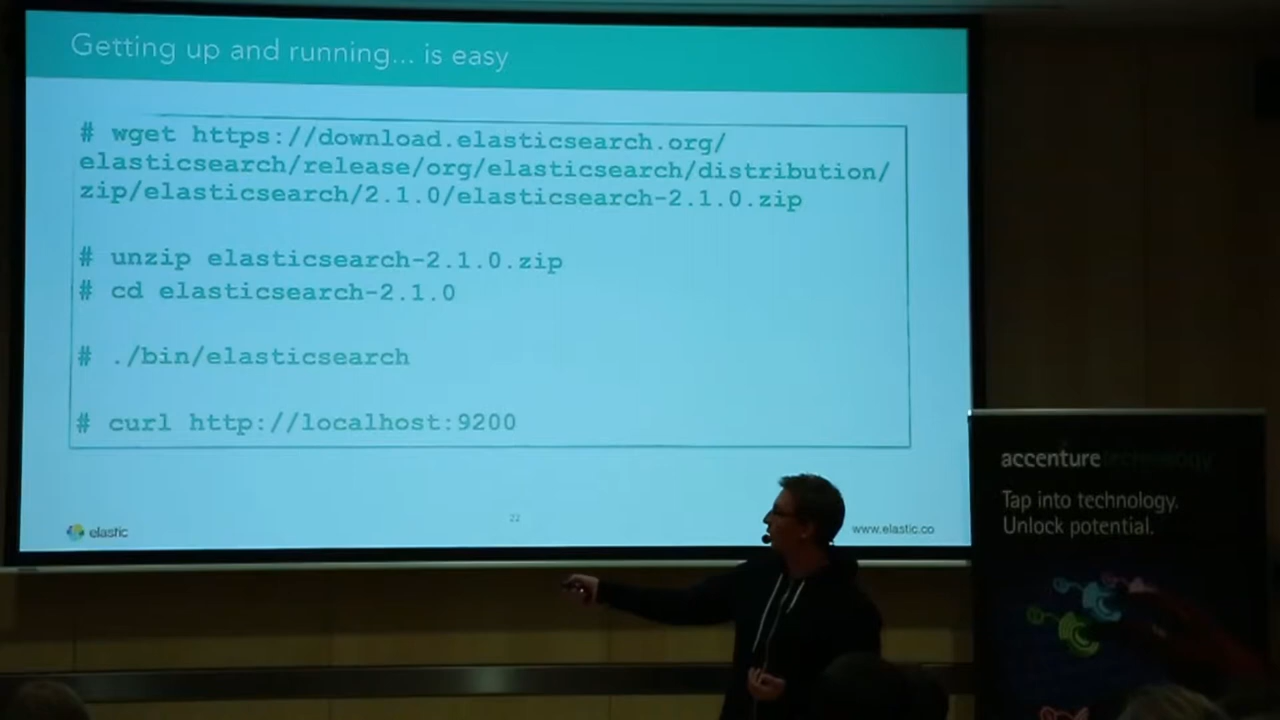 Getting up and running... is easy
# wget https://download.elasticsearch.org/
elasticsearch/release/org/elasticsearch/distribution/
zip/elasticsearch/2.1.0/elasticsearch-2.1.0.zip
# unzip elasticsearch-2.1.0.zip
# cd elasticsearch-2.1.0
# ./bin/elasticsearch
# curl http://localhost:9200
elastic
22
www.elastic.co
accenturetechnology
Tap into technology.
Unlock potential.